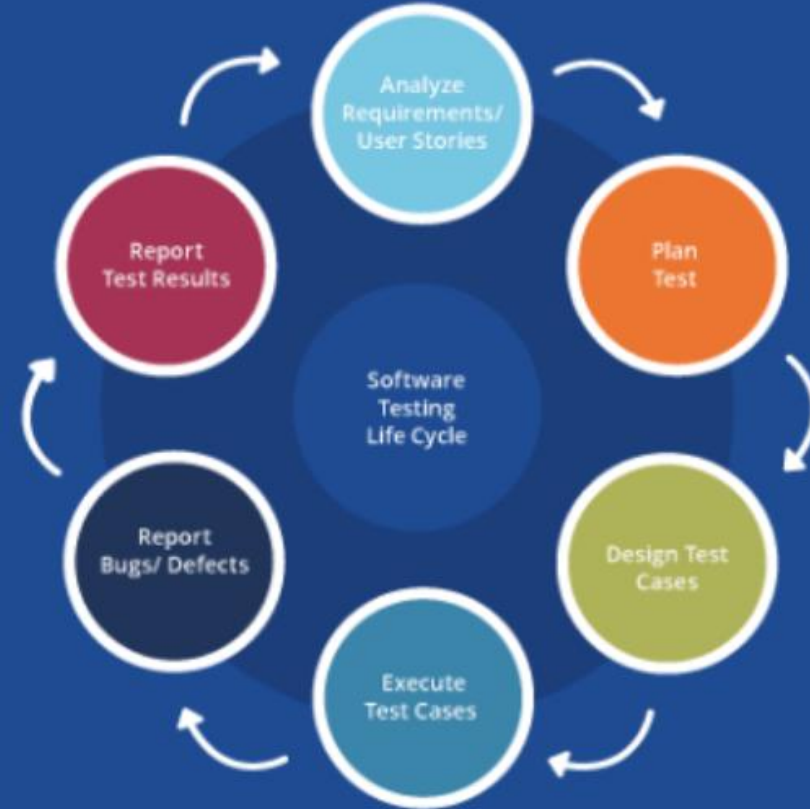 Analyze
Requirements/
User Stories
Plan
Test
Design Test
Cases
Execute
Test Cases
Report
Bugs/ Defects
Report
Test Results
Software
Testing
Life Cycle